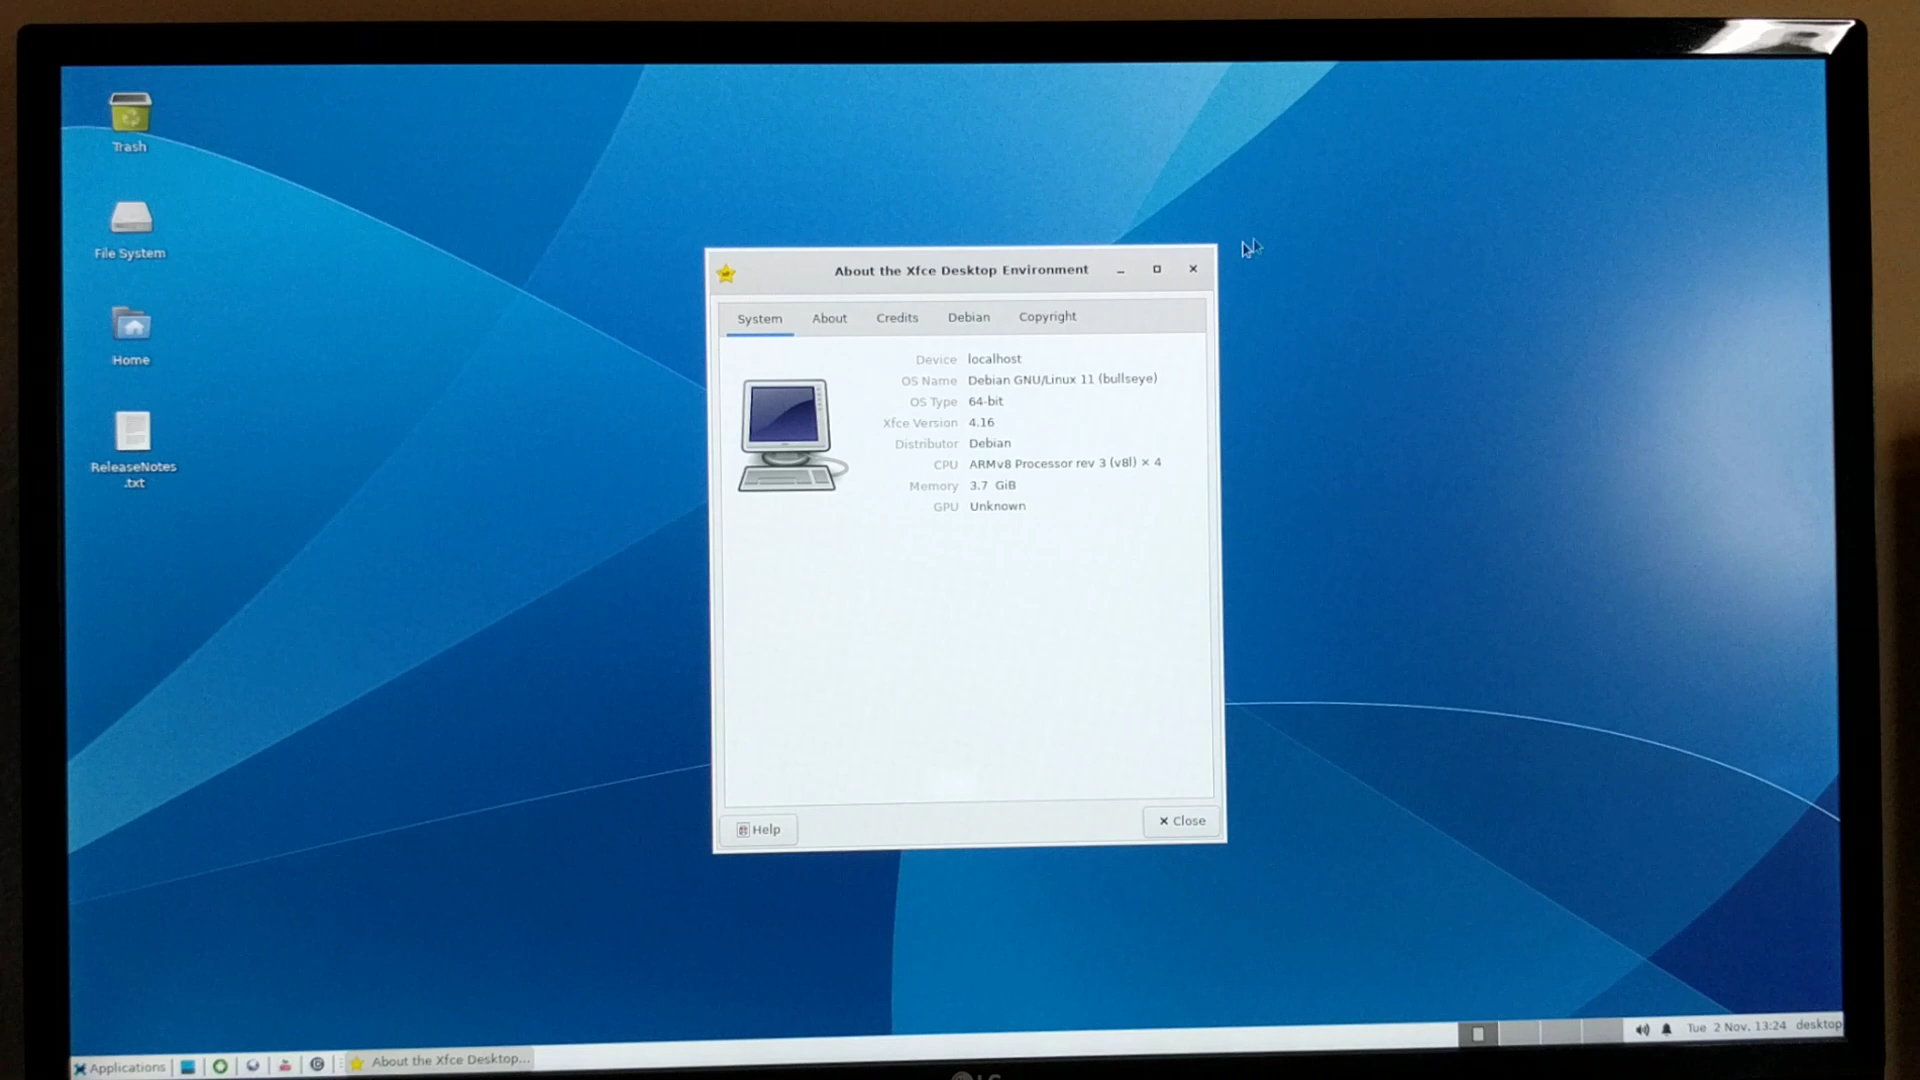 Trash
File System
Home
ReleaseNotes
.txt
About the Xfce Desktop Environment
System About Credits Debian Copyright
Device localhost
OS Name Debian GNU/Linux 11 (bullseye)
OS Type 64-bit
Xfce Version 4.16
Distributor Debian
CPU ARMv8 Processor rev 3 (v8l) × 4
Memory 3.7 GiB
GPU Unknown
Help
Close
Applications
About the Xfce Desktop...
Tue 2 Nov, 13:24 desktop
LG